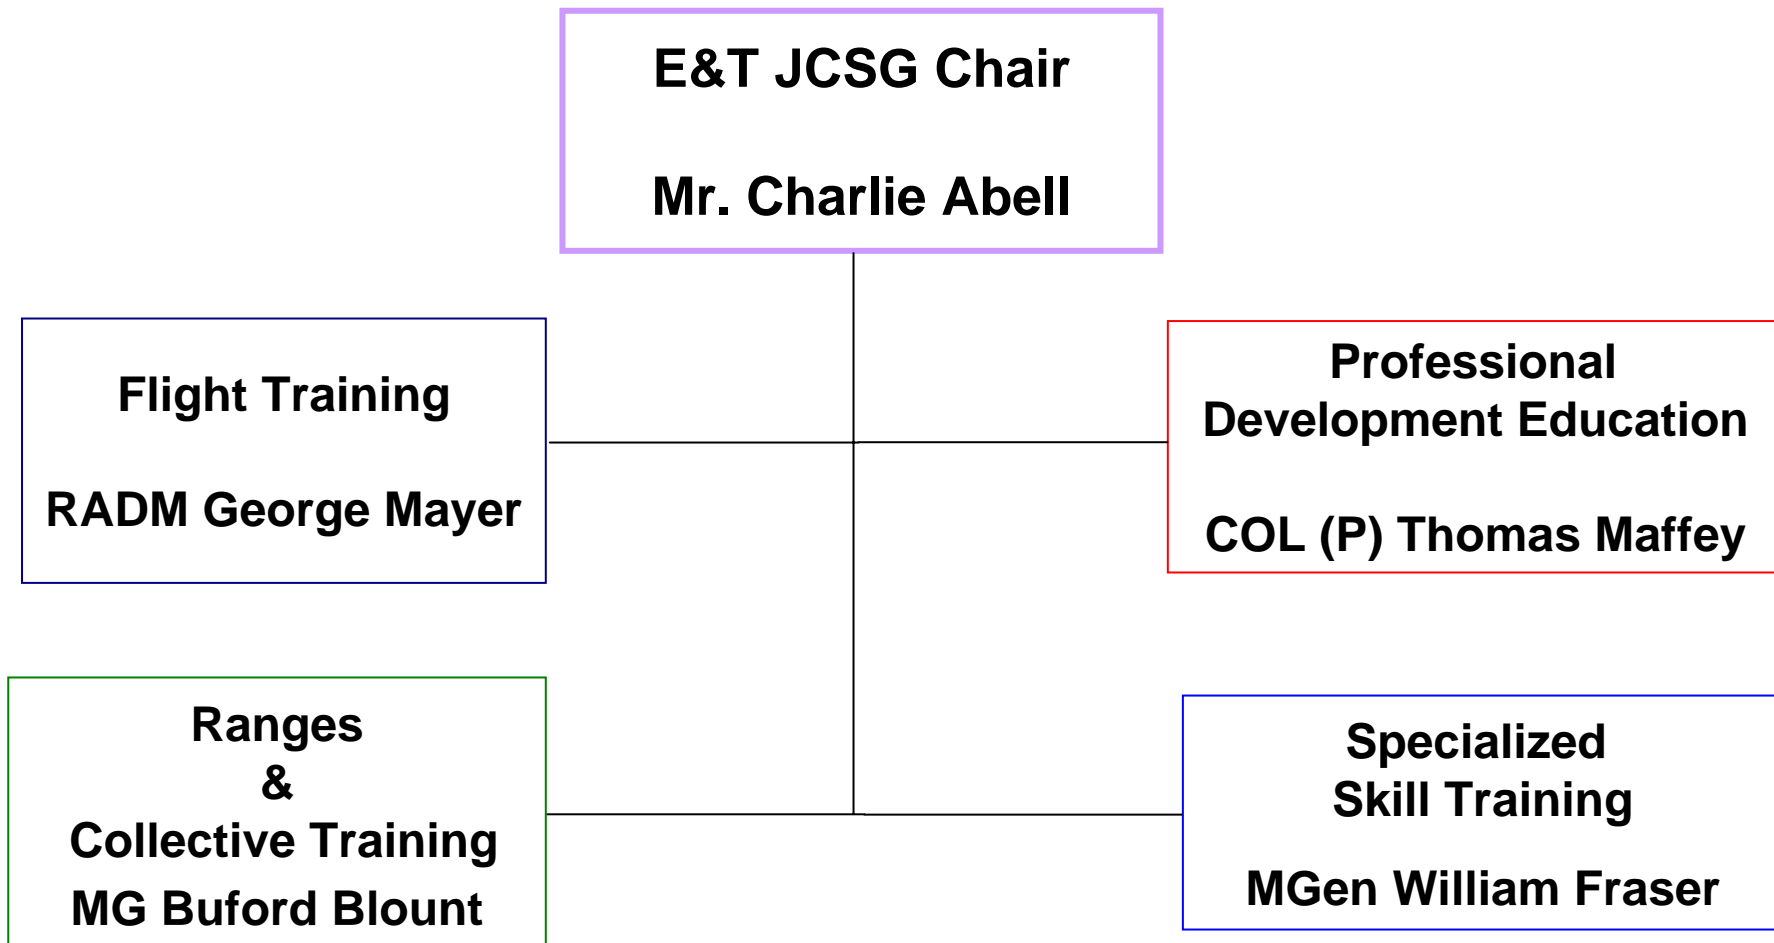 E&T JCSG Chair
Mr. Charlie Abell
Flight Training
RADM George Mayer
Professional
Development Education
COL (P) Thomas Maffey
Ranges
&
Collective Training
MG Buford Blount
Specialized
Skill Training
MGen William Fraser